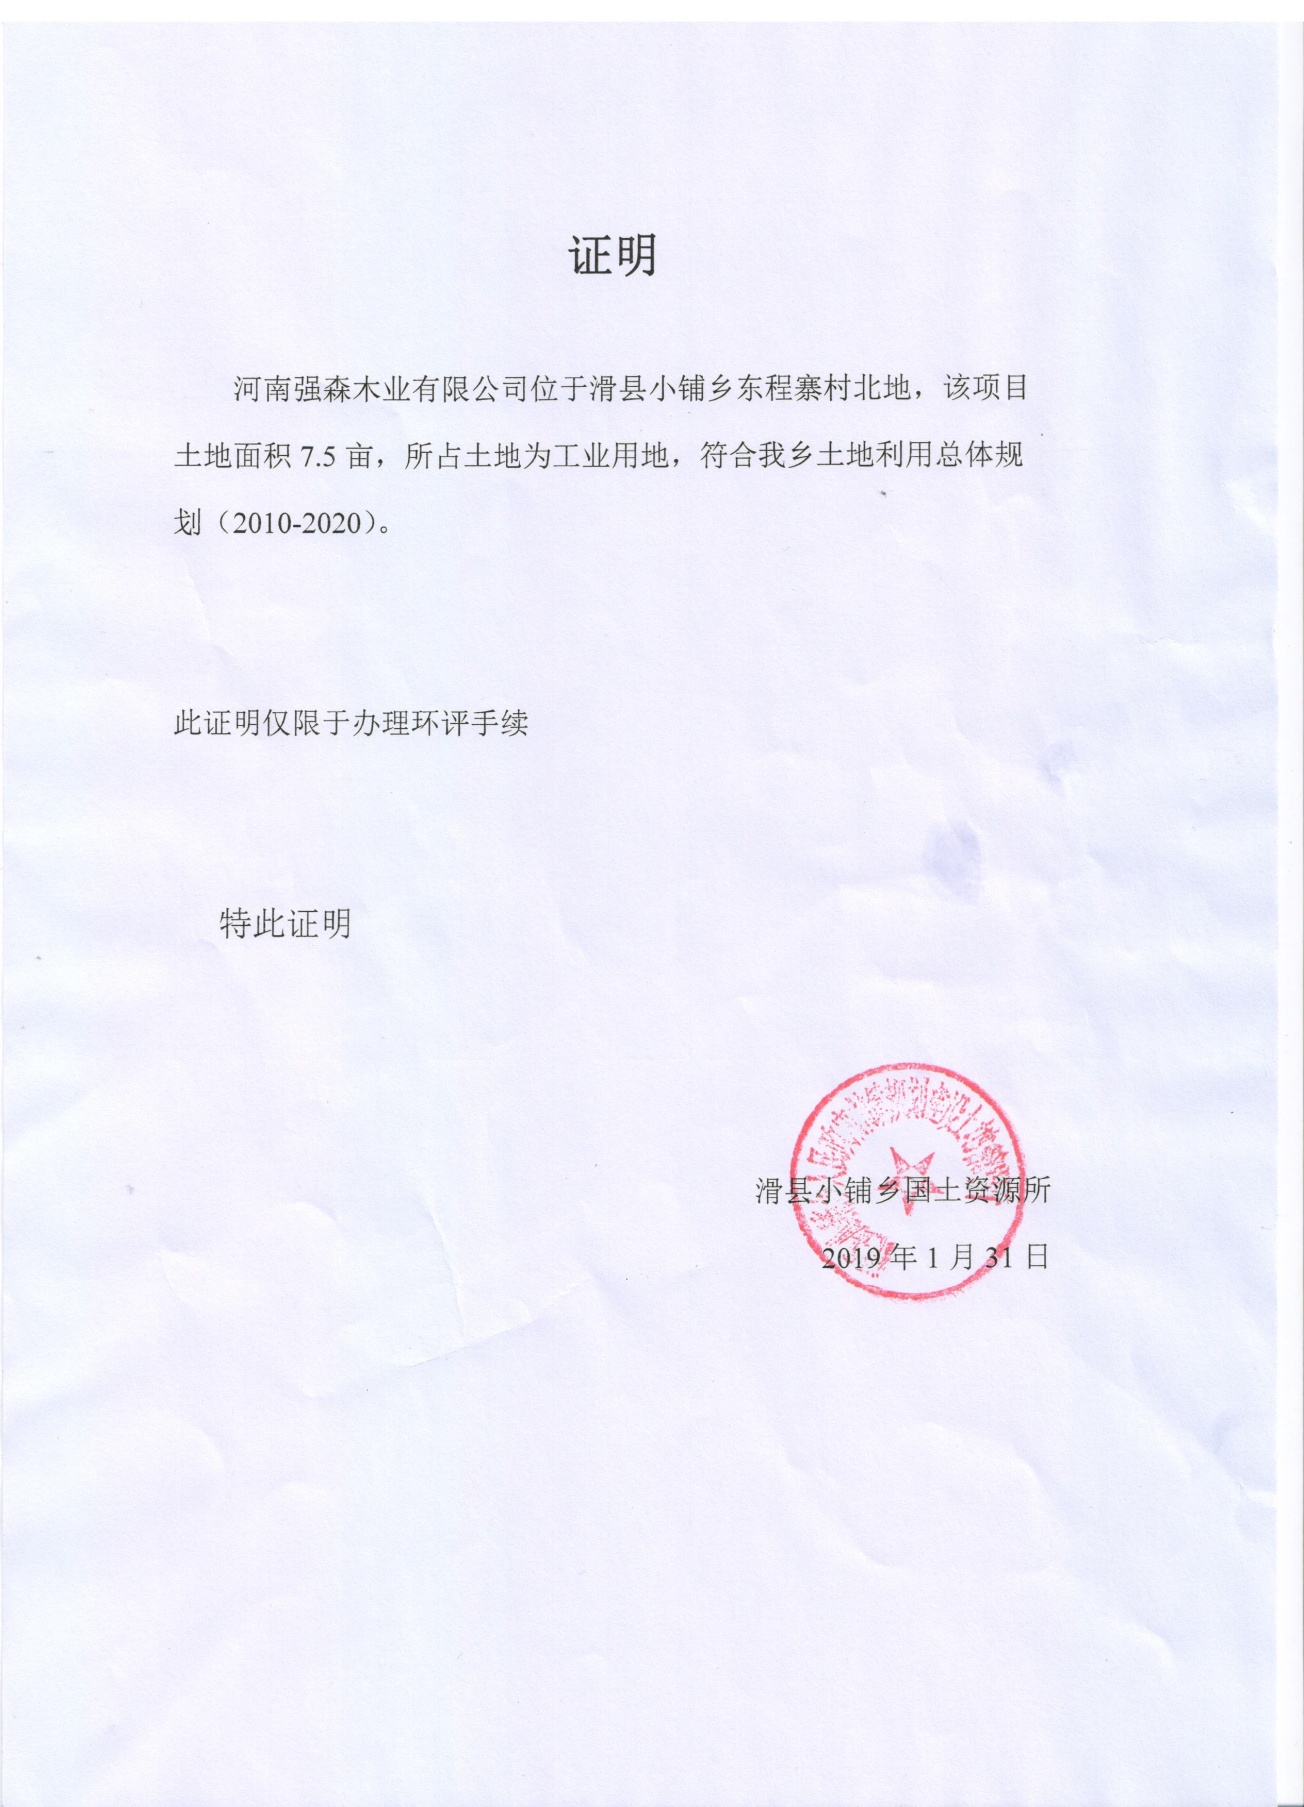 证明
河南强森木业有限公司位于滑县小铺乡东程寨村北地，该项目
土地面积 7.5 亩，所占土地为工业用地，符合我乡土地利用总体规
划（2010-2020）。
此证明仅限于办理环评手续
特此证明
滑县小铺乡国土资源所
2019 年 1 月 31 日